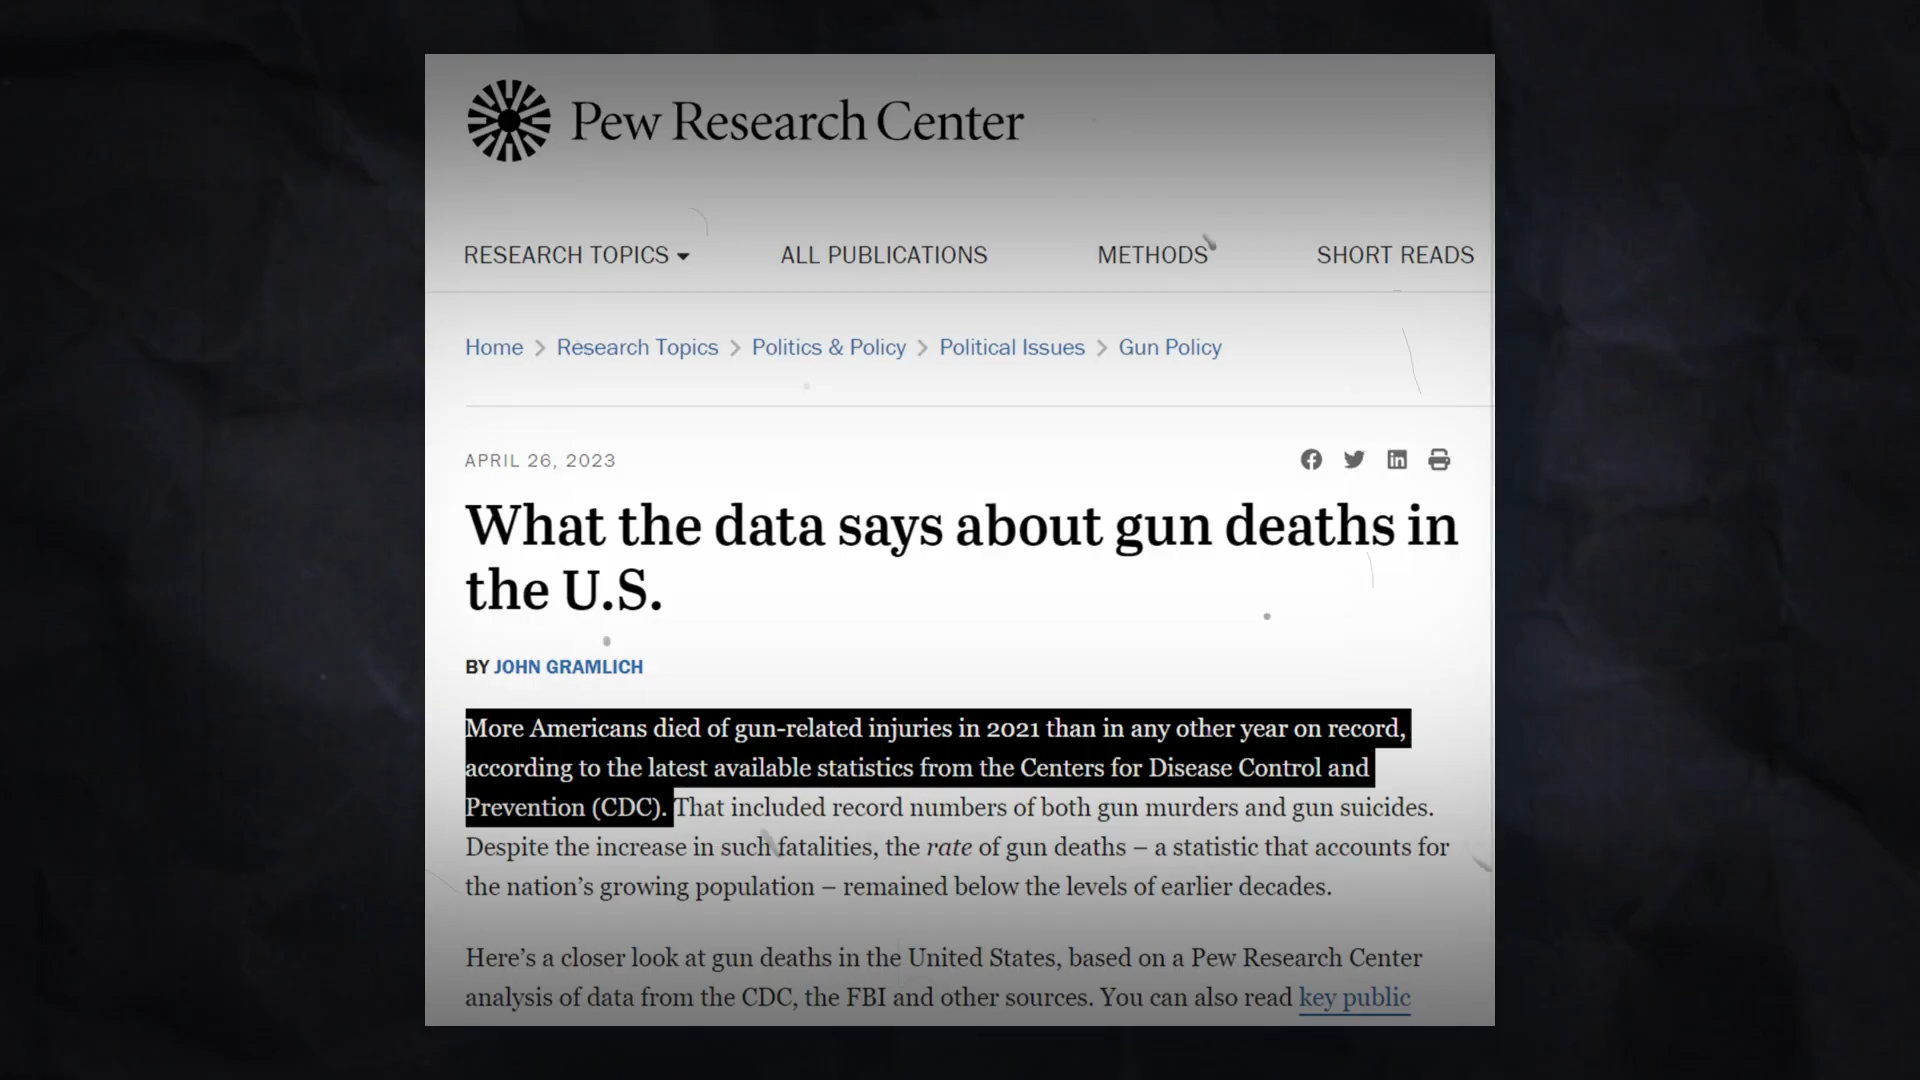 Pew Research Center
RESEARCH TOPICS ALL PUBLICATIONS METHODS SHORT READS
Home > Research Topics > Politics & Policy > Political Issues > Gun Policy
APRIL 26, 2023
What the data says about gun deaths in
the U.S.
BY JOHN GRAMLICH
More Americans died of gun-related injuries in 2021 than in any other year on record,
according to the latest available statistics from the Centers for Disease Control and
Prevention (CDC). That included record numbers of both gun murders and gun suicides.
Despite the increase in such fatalities, the rate of gun deaths – a statistic that accounts for
the nation’s growing population – remained below the levels of earlier decades.
Here’s a closer look at gun deaths in the United States, based on a Pew Research Center
analysis of data from the CDC, the FBI and other sources. You can also read key public